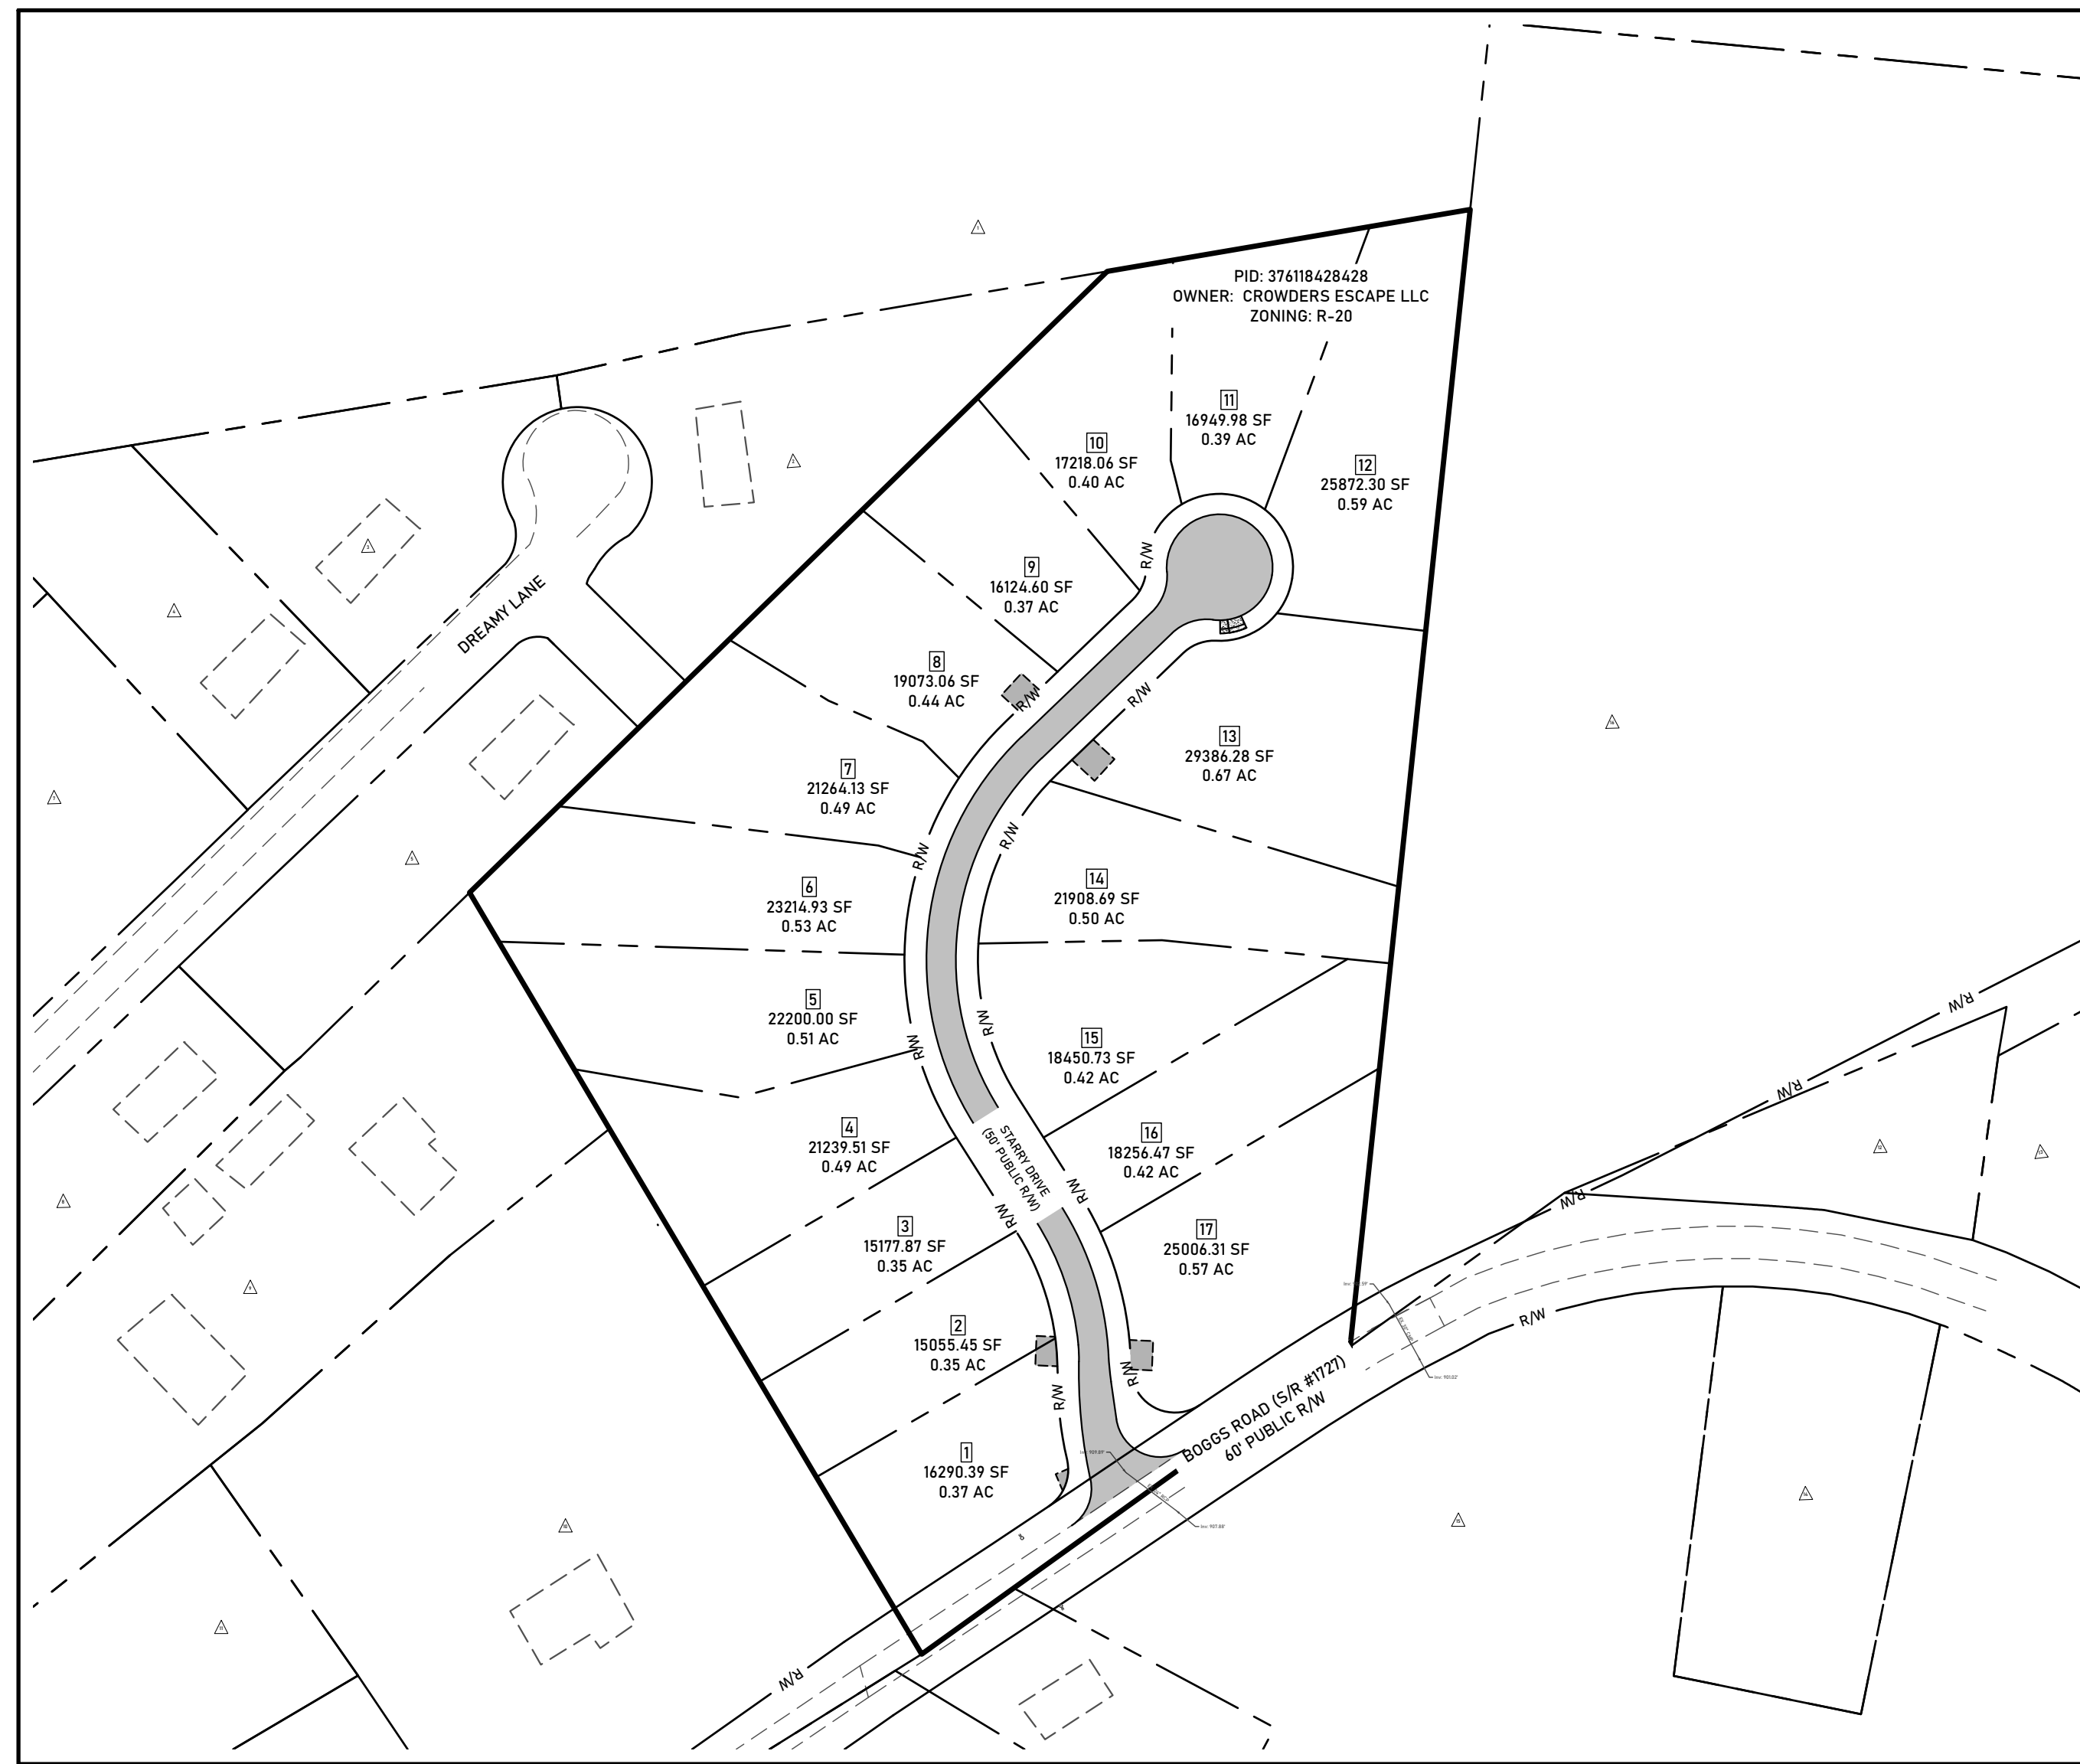 PID: 376118428428
OWNER: CROWDERS ESCAPE LLC
ZONING: R-20
11
16949.98 SF
0.39 AC
10
17218.06 SF
0.40 AC
12
25872.30 SF
0.59 AC
R/W
9
16124.60 SF
0.37 AC
DREAMY LANE
8
19073.06 SF
0.44 AC
R/W
R/W
13
29386.28 SF
0.67 AC
7
21264.13 SF
0.49 AC
R/W
R/W
6
23214.93 SF
0.53 AC
14
21908.69 SF
0.50 AC
5
22200.00 SF
0.51 AC
R/W
R/W
15
18450.73 SF
0.42 AC
R/W
R/W
R/W
4
21239.51 SF
0.49 AC
STARRY DRIVE
(50' PUBLIC R/W)
16
18256.47 SF
0.42 AC
R/W
R/W
3
15177.87 SF
0.35 AC
17
25006.31 SF
0.57 AC
2
15055.45 SF
0.35 AC
R/W
R/W
R/W
BOGGS ROAD (S/R #1727)
60' PUBLIC R/W
1
16290.39 SF
0.37 AC
R/W